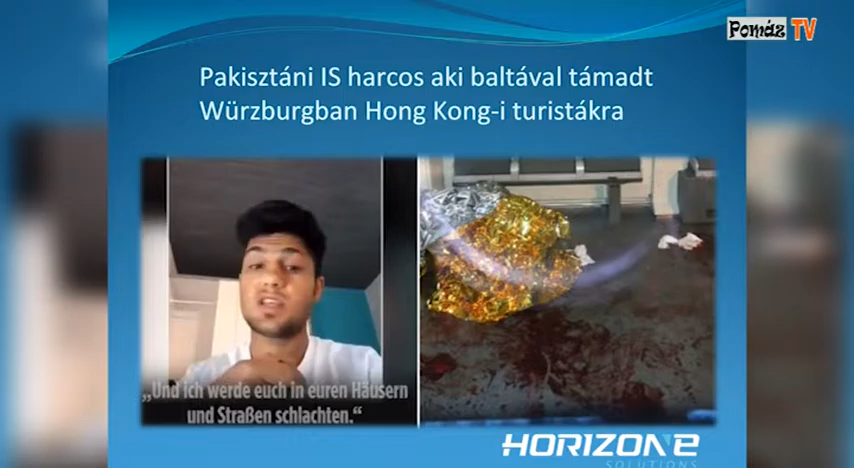 Pomáz TV
Pakisztáni IS harcos aki baltával támadt
Würzburgban Hong Kong-i turistákra
„Und ich werde euch in euren Häusern
und Straßen schlachten.“
HORIZONE
SOLUTIONS